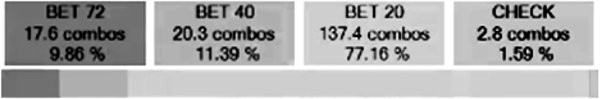 BET 72 BET 40 BET 20 CHECK
17.6 combos 20.3 combos 137.4 combos 2.8 combos
9.86 % 11.39 % 77.16 % 1.59 %